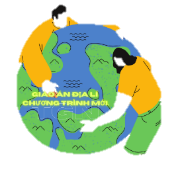 GIÁO ÁN ĐỊA LÍ
CHƯƠNG TRÌNH MỚI.